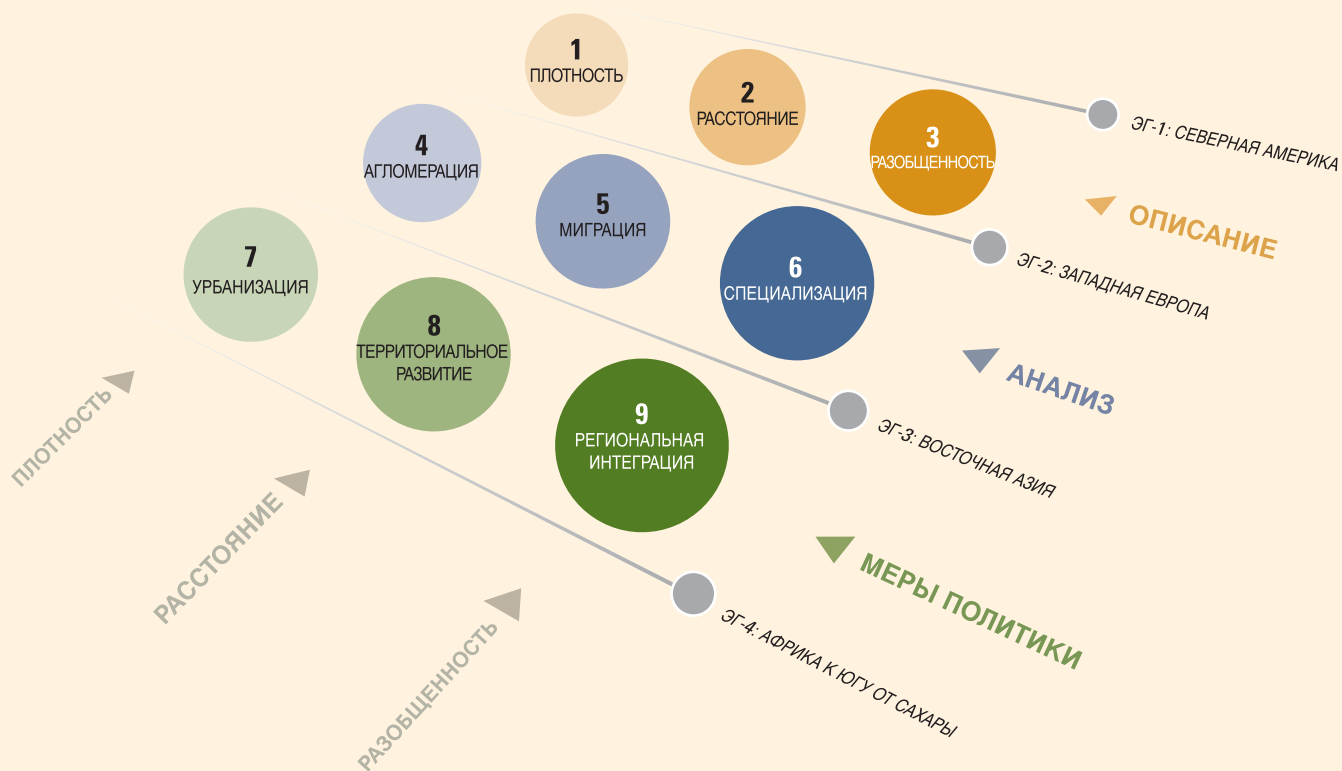 1
ПЛОТНОСТЬ
2
РАССТОЯНИЕ
3
РАЗОБЩЕННОСТЬ
ЭГ-1: СЕВЕРНАЯ АМЕРИКА
ОПИСАНИЕ
4
АГЛОМЕРАЦИЯ
5
МИГРАЦИЯ
6
СПЕЦИАЛИЗАЦИЯ
ЭГ-2: ЗАПАДНАЯ ЕВРОПА
АНАЛИЗ
7
УРБАНИЗАЦИЯ
8
ТЕРРИТОРИАЛЬНОЕ
РАЗВИТИЕ
9
РЕГИОНАЛЬНАЯ
ИНТЕГРАЦИЯ
ЭГ-3: ВОСТОЧНАЯ АЗИЯ
МЕРЫ ПОЛИТИКИ
ЭГ-4: АФРИКА К ЮГУ ОТ САХАРЫ
ПЛОТНОСТЬ
РАССТОЯНИЕ
РАЗОБЩЕННОСТЬ